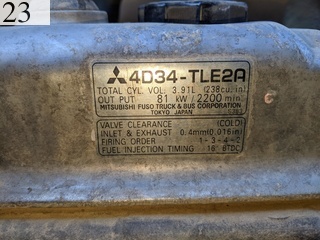 23
4D34-TLE2A
TOTAL CYL. VOL. 3.91L (238cu. in)
OUT PUT 81 kW/2200 min
MITSUBISHI FUSO TRUCK & BUS CORPORATION
TOKYO JAPAN
VALVE CLEARANCE (COLD)
INLET & EXHAUST 0.4mm(0.016in)
FIRING ORDER 1-3-4-2
FUEL INJECTION TIMING 16° BTDC